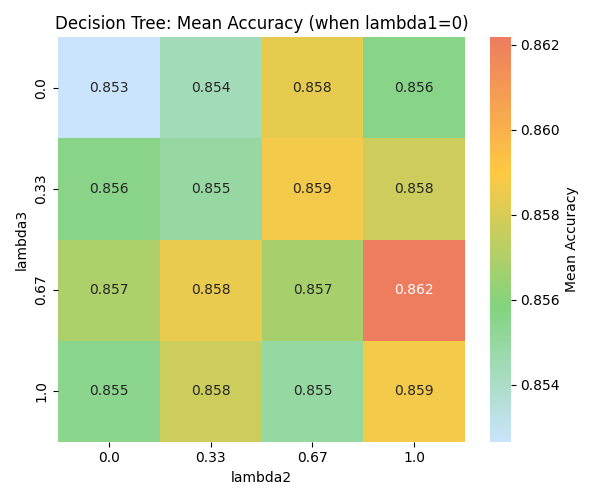 Decision Tree: Mean Accuracy (when lambda1=0)
0.0 0.853 0.854 0.858 0.856
0.33 0.856 0.855 0.859 0.858
0.67 0.857 0.858 0.857 0.862
1.0 0.855 0.858 0.855 0.859
0.0 0.33 0.67 1.0
lambda2
lambda3
0.862
0.860
0.858
0.856
0.854
Mean Accuracy